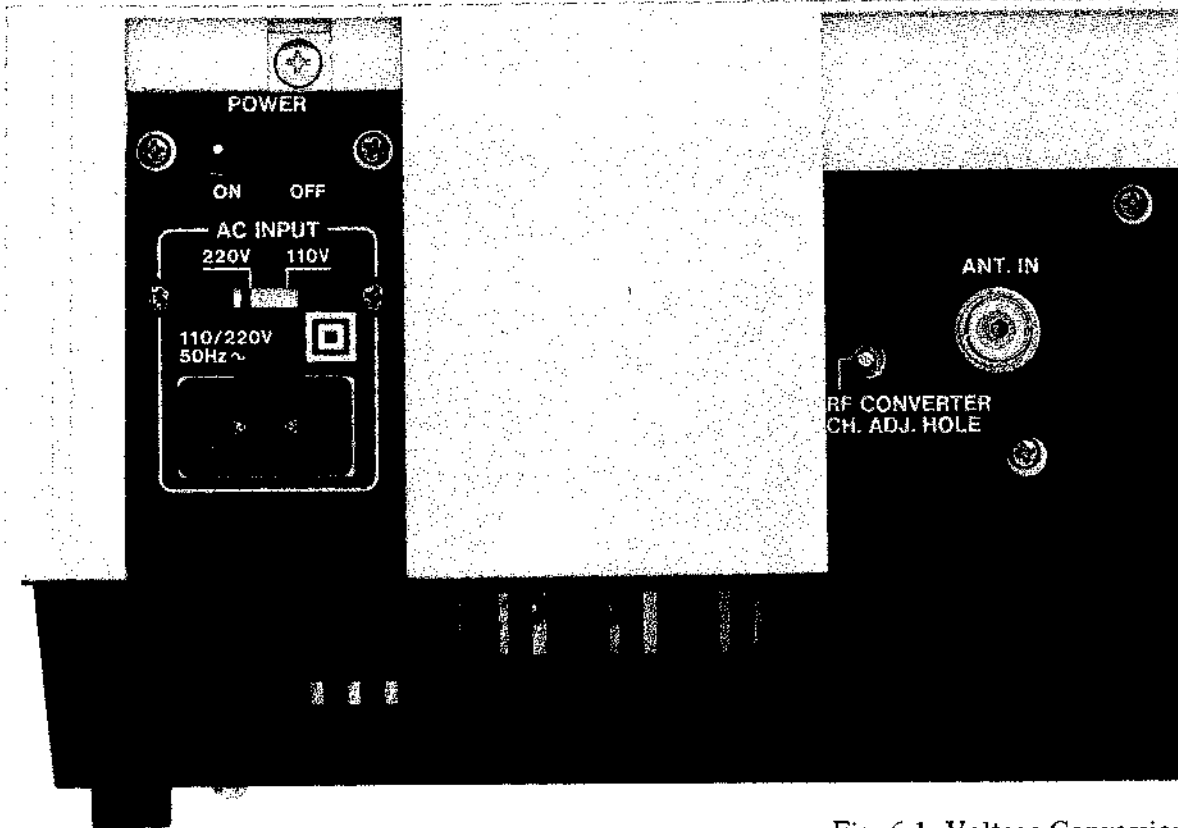 POWER
ON OFF
AC INPUT
220V 110V
110/220V
50Hz ~
ANT. IN
RF CONVERTER
CH. ADJ. HOLE